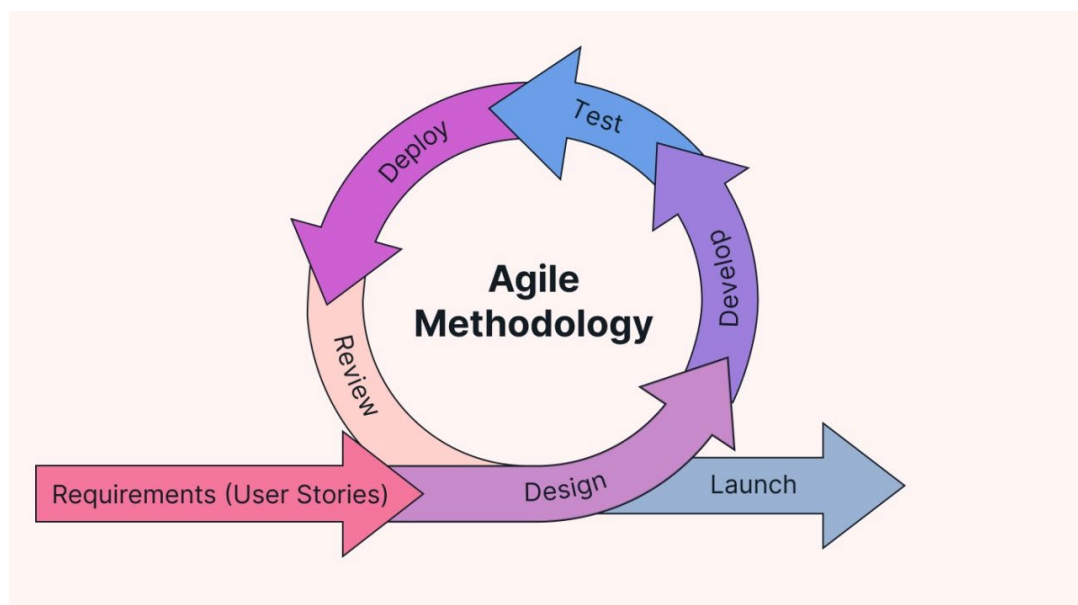 Agile
Methodology
Requirements (User Stories)
Design
Develop
Test
Deploy
Review
Launch